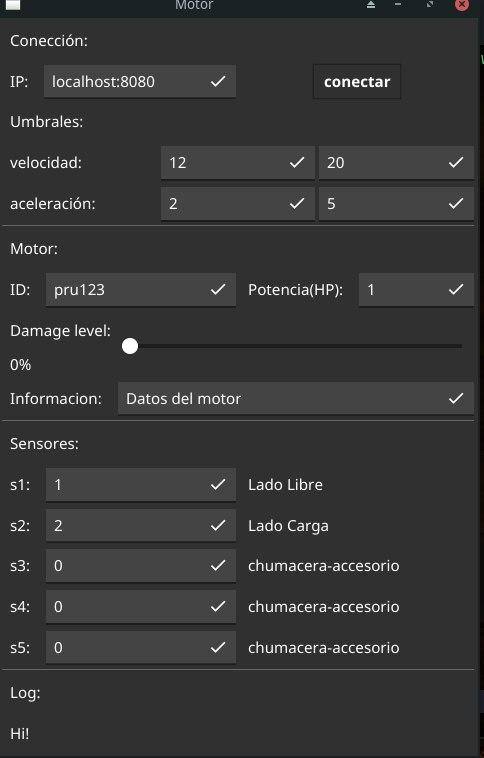 Motor
Conección:
IP: localhost:8080 conectar
Umbrales:
velocidad: 12 20
aceleración: 2 5
Motor:
ID: pru123 Potencia(HP): 1
Damage level:
0%
Informacion: Datos del motor
Sensores:
s1: 1 Lado Libre
s2: 2 Lado Carga
s3: 0 chumacera-accesorio
s4: 0 chumacera-accesorio
s5: 0 chumacera-accesorio
Log:
Hi!